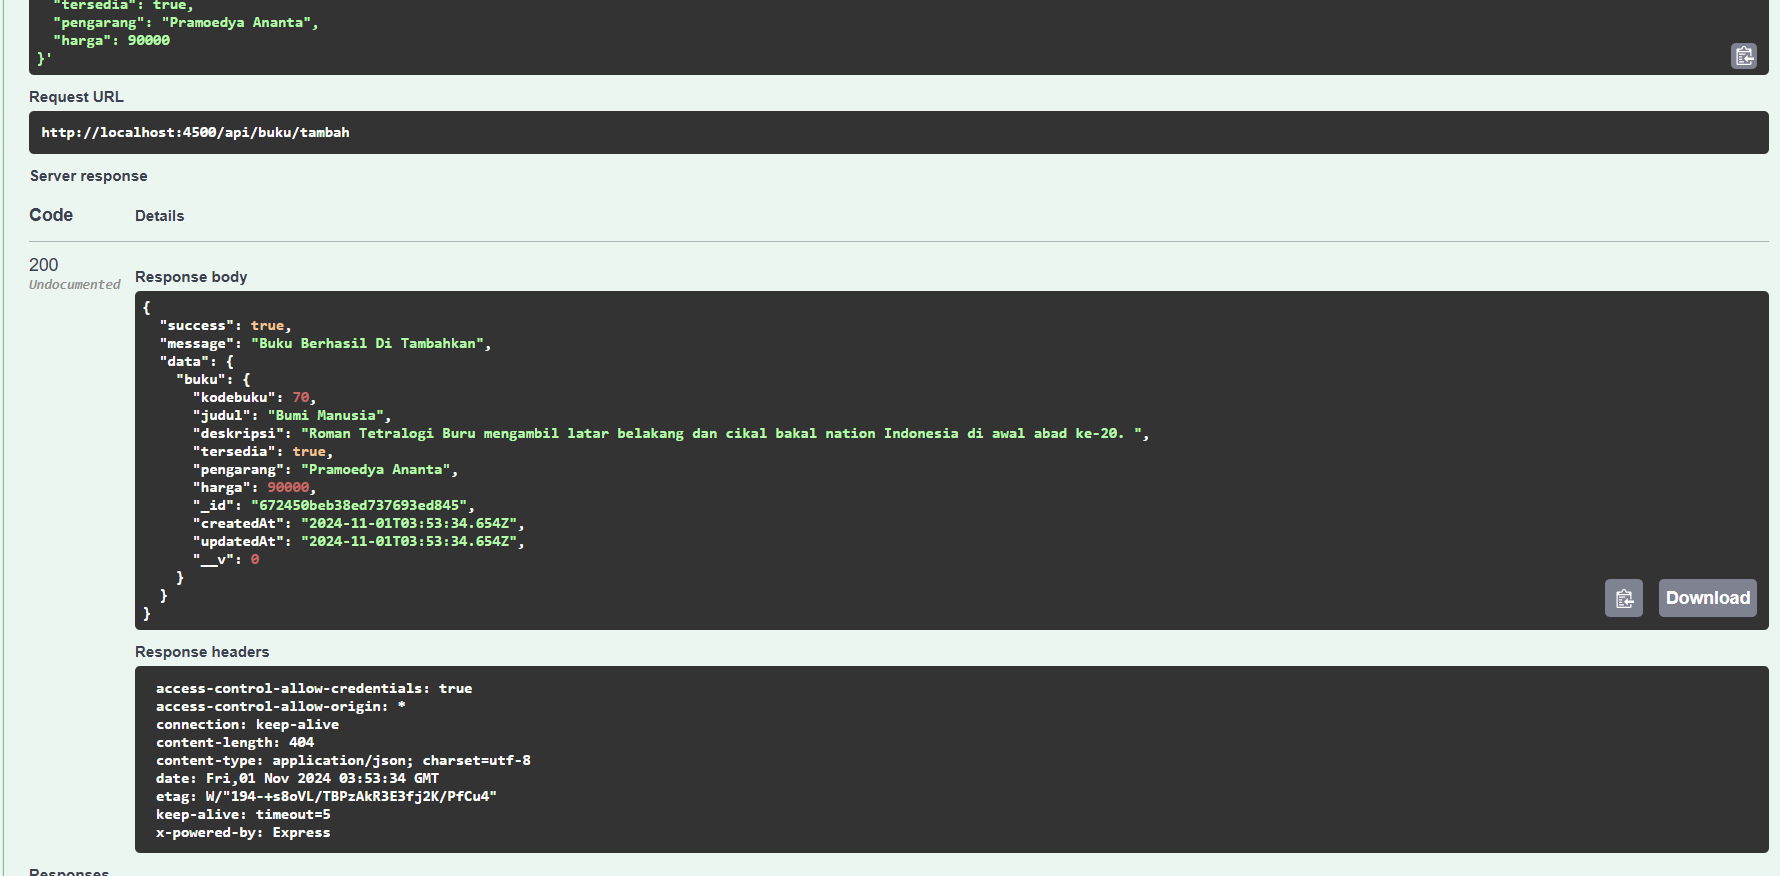 "tersedia": true,
"pengarang": "Pramoedya Ananta",
"harga": 90000
}'
Request URL
http://localhost:4500/api/buku/tambah
Server response
Code Details
200
Undocumented
Response body
{
"success": true,
"message": "Buku Berhasil Di Tambahkan",
"data": {
"buku": {
"kodebuku": 70,
"judul": "Bumi Manusia",
"deskripsi": "Roman Tetralogi Buru mengambil latar belakang dan cikal bakal nation Indonesia di awal abad ke-20. ",
"tersedia": true,
"pengarang": "Pramoedya Ananta",
"harga": 90000,
"_id": "672450beb38ed737693ed845",
"createdAt": "2024-11-01T03:53:34.654Z",
"updatedAt": "2024-11-01T03:53:34.654Z",
"__v": 0
}
}
}
Download
Response headers
access-control-allow-credentials: true
access-control-allow-origin: *
connection: keep-alive
content-length: 404
content-type: application/json; charset=utf-8
date: Fri,01 Nov 2024 03:53:34 GMT
etag: W/"194-+s8oVL/TBPzAkR3E3fj2K/PfCu4"
keep-alive: timeout=5
x-powered-by: Express
Responses